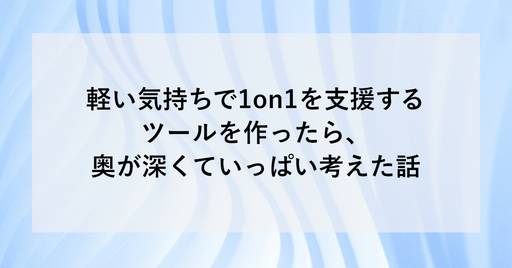 軽い気持ちで1on1を支援する
ツールを作ったら、
奥が深くていっぱい考えた話